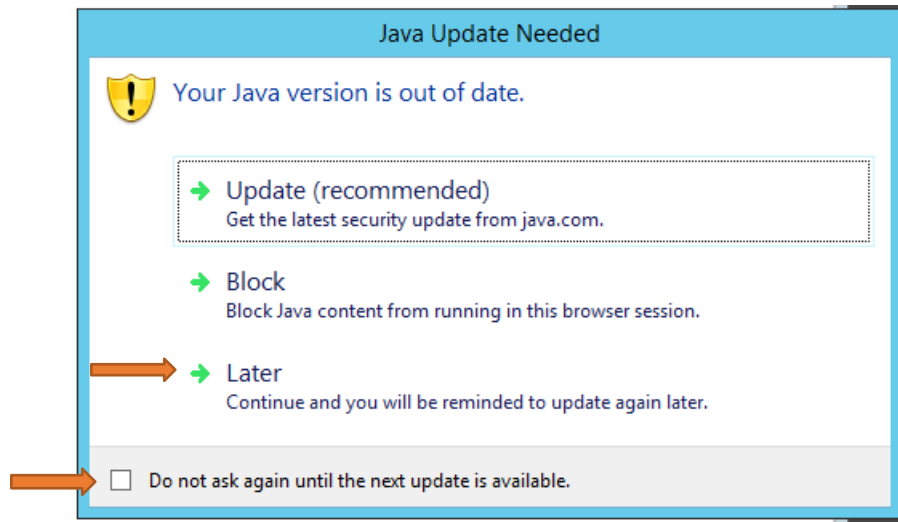 Java Update Needed
Your Java version is out of date.
Update (recommended)
Get the latest security update from java.com.
Block
Block Java content from running in this browser session.
Later
Continue and you will be reminded to update again later.
Do not ask again until the next update is available.